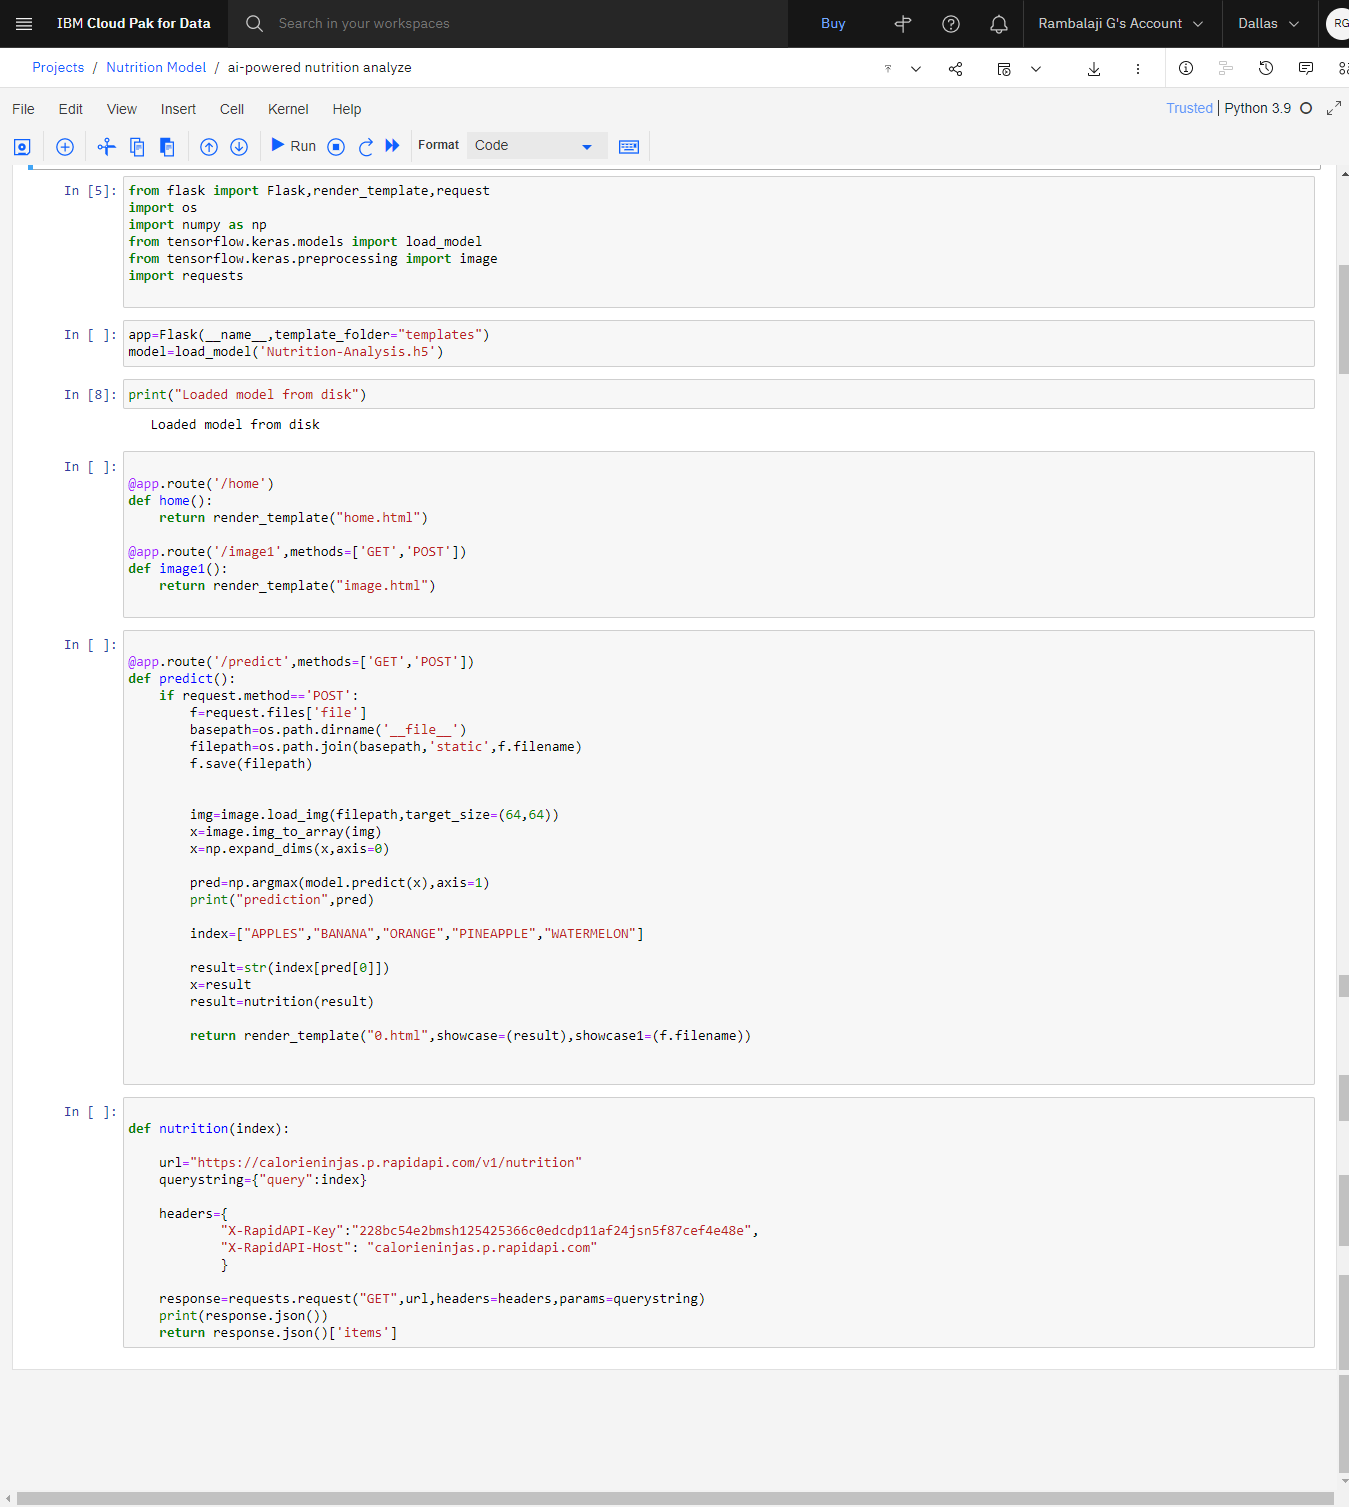 IBM Cloud Pak for Data
Search in your workspaces
Buy
Rambalaji G's Account
Dallas
RG
Projects / Nutrition Model / ai-powered nutrition analyze
File Edit View Insert Cell Kernel Help
Trusted | Python 3.9
Run
Format
Code
In [5]:
from flask import Flask,render_template,request
import os
import numpy as np
from tensorflow.keras.models import load_model
from tensorflow.keras.preprocessing import image
import requests
In [ ]:
app=Flask(__name__,template_folder="templates")
model=load_model('Nutrition-Analysis.h5')
In [8]:
print("Loaded model from disk")
Loaded model from disk
In [ ]:
@app.route('/home')
def home():
    return render_template("home.html")
@app.route('/image1',methods=['GET','POST'])
def image1():
    return render_template("image.html")
In [ ]:
@app.route('/predict',methods=['GET','POST'])
def predict():
    if request.method=='POST':
        f=request.files['file']
        basepath=os.path.dirname('__file__')
        filepath=os.path.join(basepath,'static',f.filename)
        f.save(filepath)
        img=image.load_img(filepath,target_size=(64,64))
        x=image.img_to_array(img)
        x=np.expand_dims(x,axis=0)
        pred=np.argmax(model.predict(x),axis=1)
        print("prediction",pred)
        index=["APPLES","BANANA","ORANGE","PINEAPPLE","WATERMELON"]
        result=str(index[pred[0]])
        x=result
        result=nutrition(result)
        return render_template("0.html",showcase=(result),showcase1=(f.filename))
In [ ]:
def nutrition(index):
    url="https://calorieninjas.p.rapidapi.com/v1/nutrition"
    querystring={"query":index}
    headers={
            "X-RapidAPI-Key":"228bc54e2bmsh125425366c0edcdp11af24jsn5f87cef4e48e",
            "X-RapidAPI-Host": "calorieninjas.p.rapidapi.com"
            }
    response=requests.request("GET",url,headers=headers,params=querystring)
    print(response.json())
    return response.json()['items']